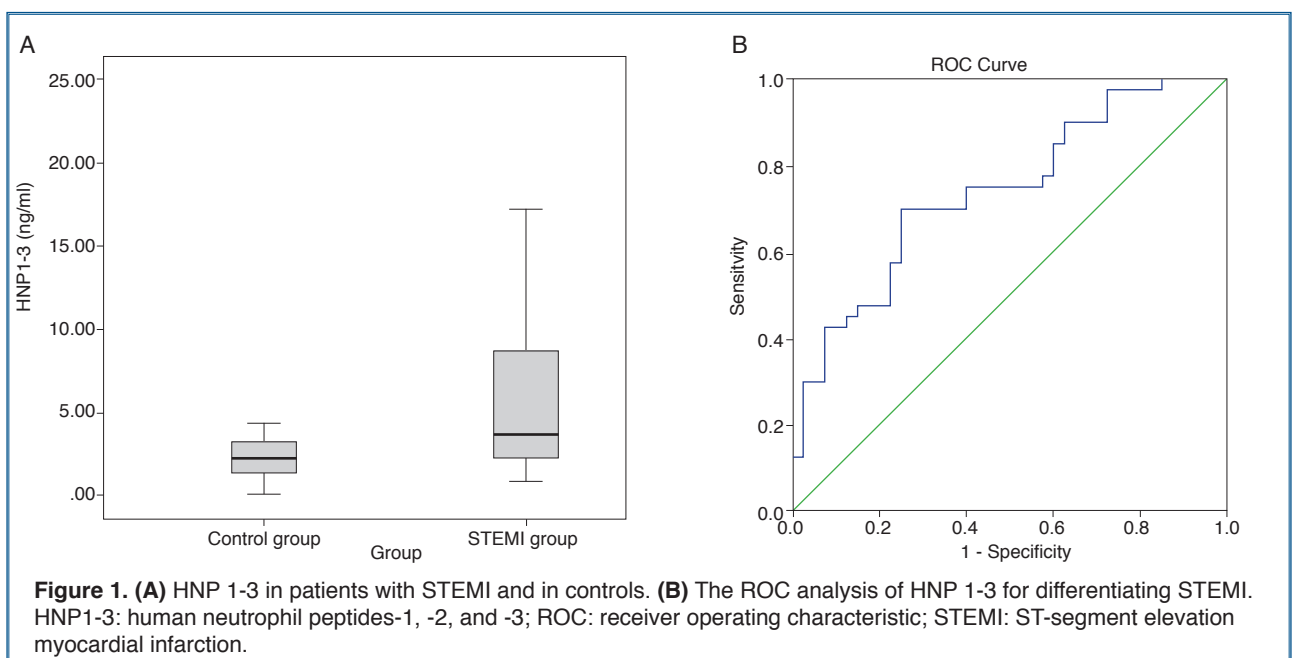 A
HNP1-3 (ng/ml)
25.00
20.00
15.00
10.00
5.00
.00
Control group
STEMI group
Group
B
ROC Curve
Sensitvity
1.0
0.8
0.6
0.4
0.2
0.0
0.0
0.2
0.4
0.6
0.8
1.0
1 - Specificity
Figure 1. (A) HNP 1-3 in patients with STEMI and in controls. (B) The ROC analysis of HNP 1-3 for differentiating STEMI.
HNP1-3: human neutrophil peptides-1, -2, and -3; ROC: receiver operating characteristic; STEMI: ST-segment elevation
myocardial infarction.